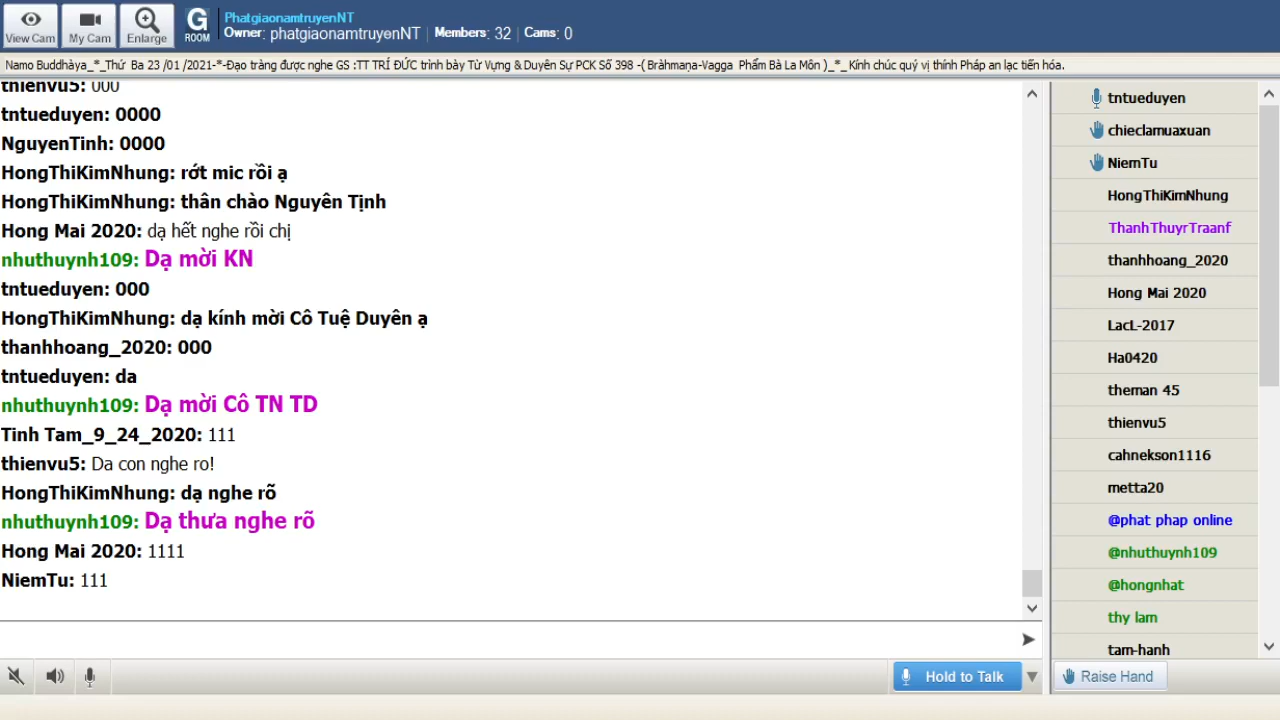 View Cam
My Cam
Enlarge
G
ROOM
PhatgiaonamtruyenNT
Owner: phatgiaonamtruyenNT | Members: 32 | Cams: 0
Namo Buddhàya_*_Thứ Ba 23 /01 /2021-*-Đạo tràng được nghe GS :TT TRÍ ĐỨC trình bày Từ Vựng & Duyên Sự PCK Số 398 -( Bràhmaṇa-Vagga Phẩm Bà La Môn )_*_ Kính chúc quý vị thính Pháp an lạc tiến hóa.
thienvu5: 000
tntueduyen: 0000
NguyenTinh: 0000
HongThiKimNhung: rớt mic rồi ạ
HongThiKimNhung: thân chào Nguyên Tịnh
Hong Mai 2020: dạ hết nghe rồi chị
nhuthuynh109: Dạ mời KN
tntueduyen: 000
HongThiKimNhung: dạ kính mời Cô Tuệ Duyên ạ
thanhhoang_2020: 000
tntueduyen: da
nhuthuynh109: Dạ mời Cô TN TD
Tinh Tam_9_24_2020: 111
thienvu5: Da con nghe ro!
HongThiKimNhung: dạ nghe rõ
nhuthuynh109: Dạ thưa nghe rõ
Hong Mai 2020: 1111
NiemTu: 111
Hold to Talk
tntueduyen
chieclamuaxuan
NiemTu
HongThiKimNhung
ThanhThuyrTraanf
thanhhoang_2020
Hong Mai 2020
LacL-2017
Ha0420
theman 45
thienvu5
cahnekson1116
metta20
@phat phap online
@nhuthuynh109
@hongnhat
thy lam
tam-hanh
Raise Hand